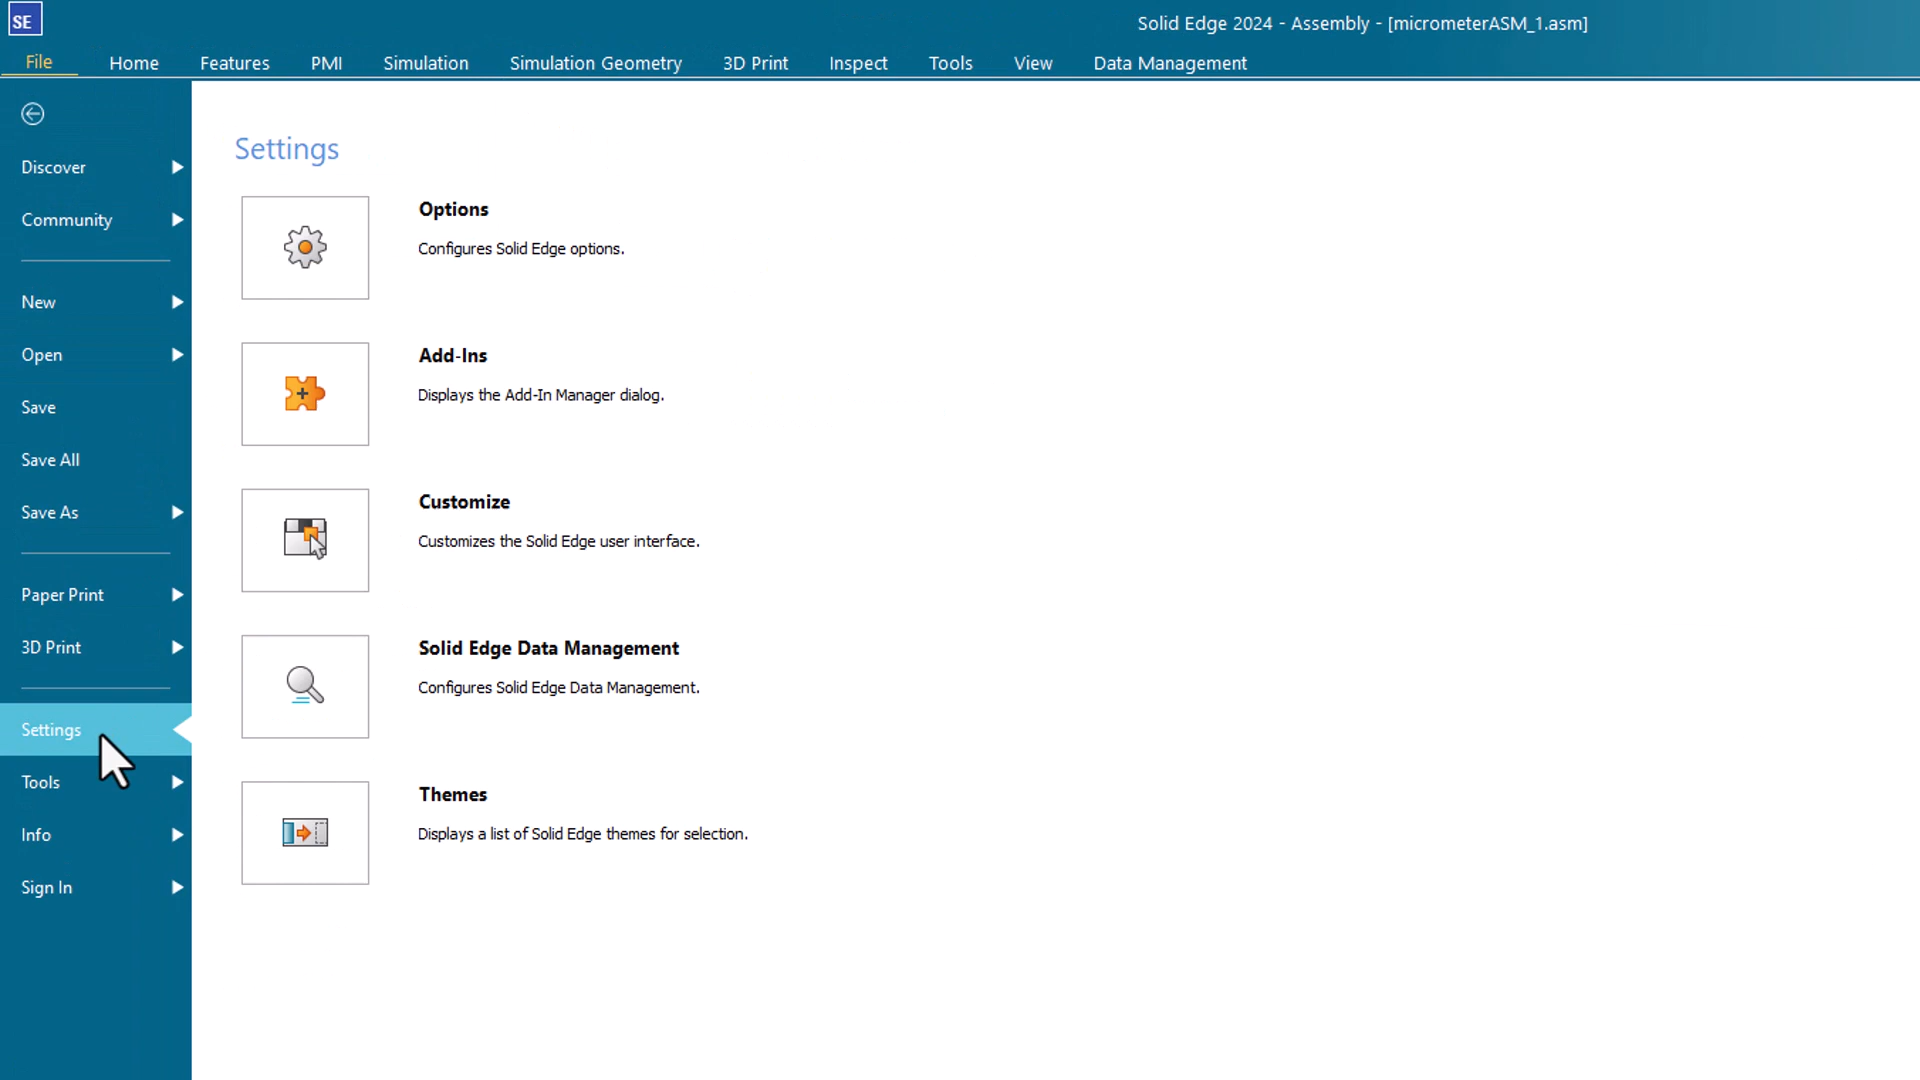 SE
Solid Edge 2024 - Assembly - [micrometerASM_1.asm]
File Home Features PMI Simulation Simulation Geometry 3D Print Inspect Tools View Data Management
Discover
Community
New
Open
Save
Save All
Save As
Paper Print
3D Print
Settings
Tools
Info
Sign In
Settings
Options
Configures Solid Edge options.
Add-Ins
Displays the Add-In Manager dialog.
Customize
Customizes the Solid Edge user interface.
Solid Edge Data Management
Configures Solid Edge Data Management.
Themes
Displays a list of Solid Edge themes for selection.